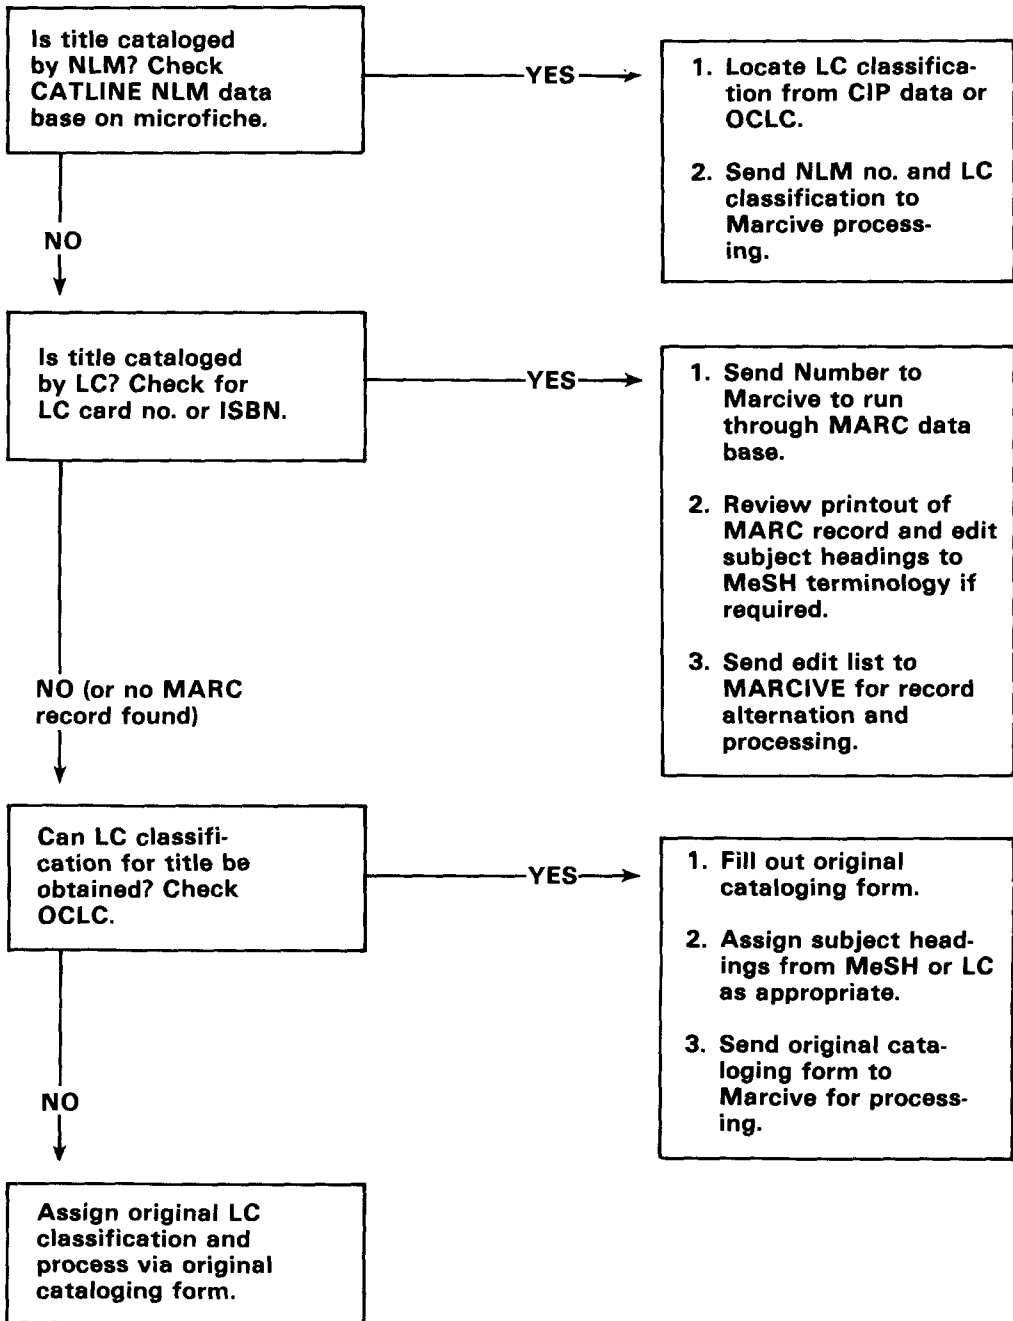 Is title cataloged
by NLM? Check
CATLINE NLM data
base on microfiche.
YES
1. Locate LC classifica-
tion from CIP data or
OCLC.
2. Send NLM no. and LC
classification to
Marcive process-
ing.
NO
Is title cataloged
by LC? Check for
LC card no. or ISBN.
YES
1. Send Number to
Marcive to run
through MARC data
base.
2. Review printout of
MARC record and edit
subject headings to
MeSH terminology if
required.
3. Send edit list to
MARCIVE for record
alternation and
processing.
NO (or no MARC
record found)
Can LC classifi-
cation for title be
obtained? Check
OCLC.
YES
1. Fill out original
cataloging form.
2. Assign subject head-
ings from MeSH or LC
as appropriate.
3. Send original cata-
loging form to
Marcive for process-
ing.
NO
Assign original LC
classification and
process via original
cataloging form.